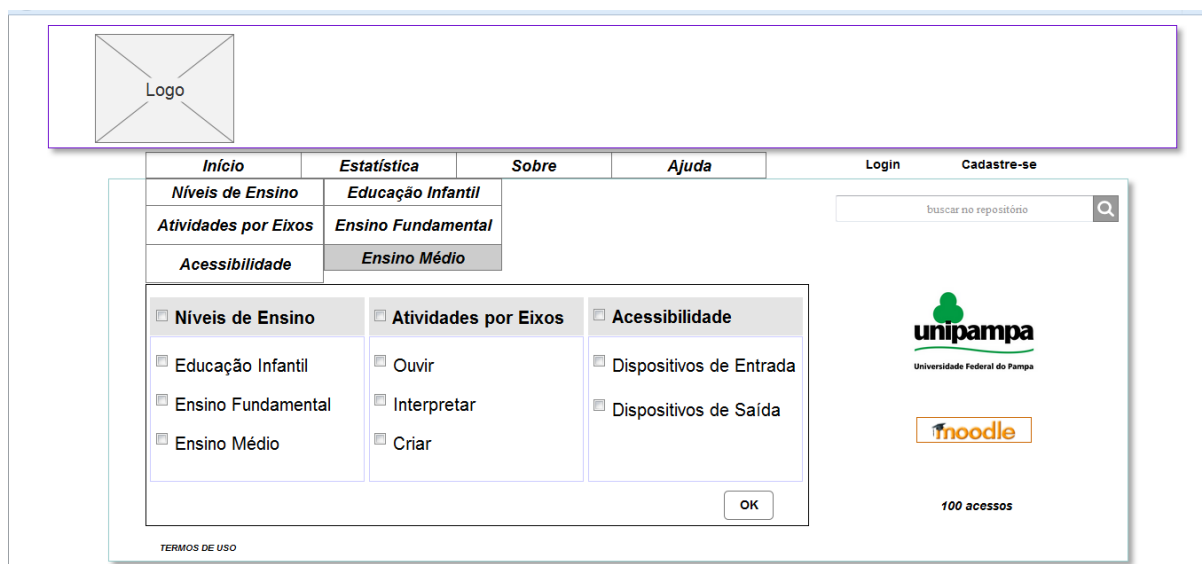 Logo
Início Estatística Sobre Ajuda Login Cadastre-se
Níveis de Ensino Educação Infantil
buscar no repositório
Atividades por Eixos Ensino Fundamental
Acessibilidade Ensino Médio
Níveis de Ensino Atividades por Eixos Acessibilidade
Educação Infantil Ouvir Dispositivos de Entrada
Ensino Fundamental Interpretar Dispositivos de Saída
Ensino Médio Criar
OK
unipampa
Universidade Federal do Pampa
moodle
100 acessos
TERMOS DE USO